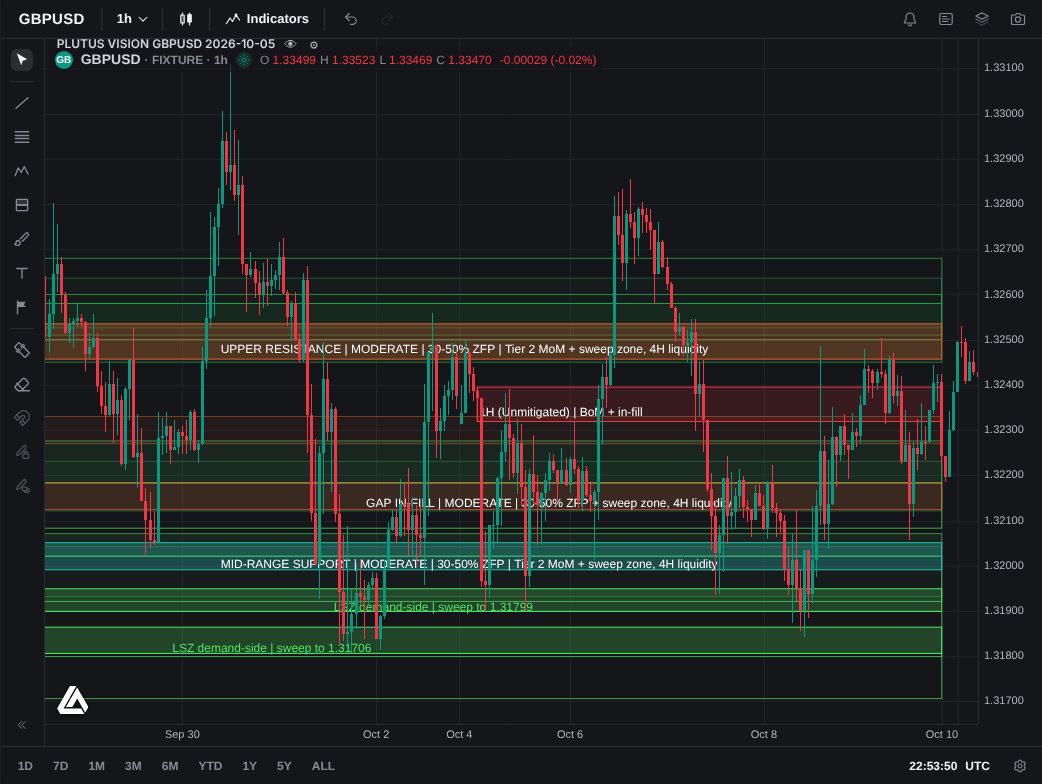 GBPUSD 1h Indicators
PLUTUS VISION GBPUSD 2026-10-05
GB GBPUSD · FIXTURE · 1h O 1.33499 H 1.33523 L 1.33469 C 1.33470 -0.00029 (-0.02%)
1.33100
1.33000
1.32900
1.32800
1.32700
1.32600
1.32500
UPPER RESISTANCE | MODERATE | 30-50% ZFP | Tier 2 MoM + sweep zone, 4H liquidity
1.32400
1H (Unmitigated) | BoM + in-fill
1.32300
1.32200
GAP IN-FILL | MODERATE | 30-50% ZFP + sweep zone, 4H liquidity
1.32100
MID-RANGE SUPPORT | MODERATE | 30-50% ZFP | Tier 2 MoM + sweep zone, 4H liquidity
1.32000
LSZ demand-side | sweep to 1.31799
1.31900
LSZ demand-side | sweep to 1.31706
1.31800
1.31700
Sep 30 Oct 2 Oct 4 Oct 6 Oct 8 Oct 10
1D 7D 1M 3M 6M YTD 1Y 5Y ALL 22:53:50 UTC